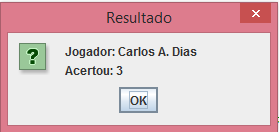 Resultado
Jogador: Carlos A. Dias
Acertou: 3
OK